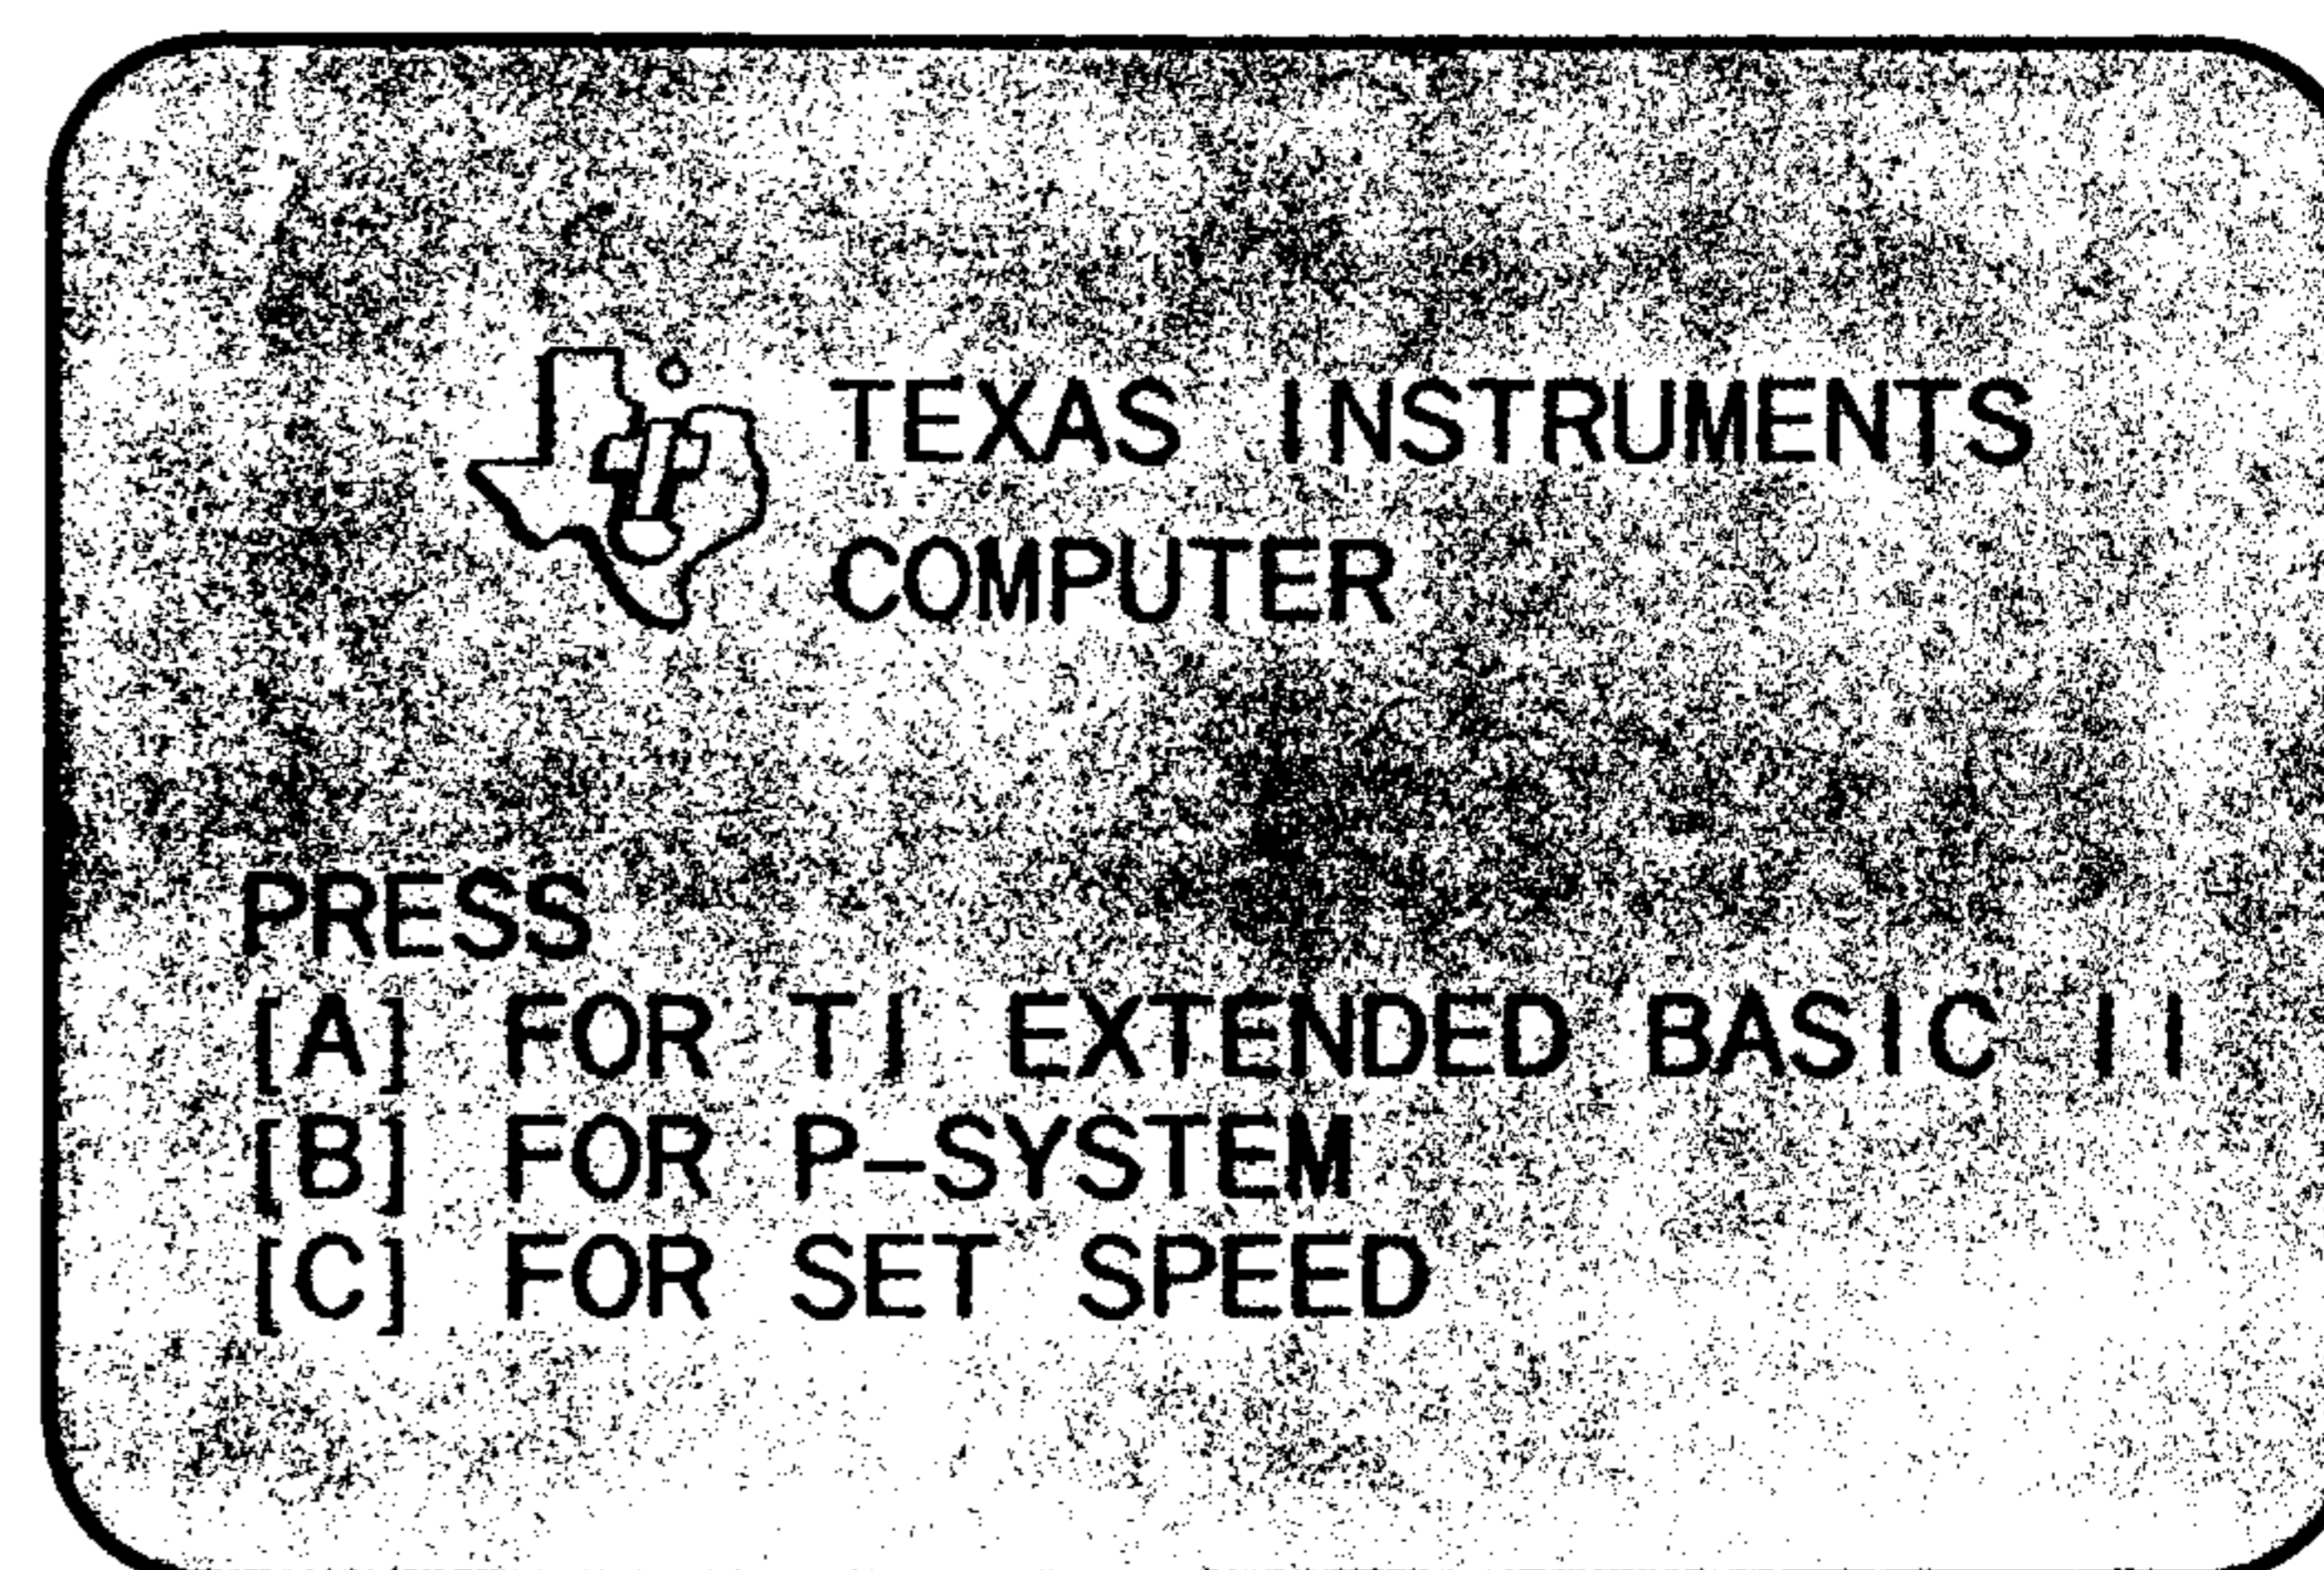 TEXAS INSTRUMENTS
COMPUTER
PRESS
[A] FOR TI EXTENDED BASIC II
[B] FOR P-SYSTEM
[C] FOR SET SPEED